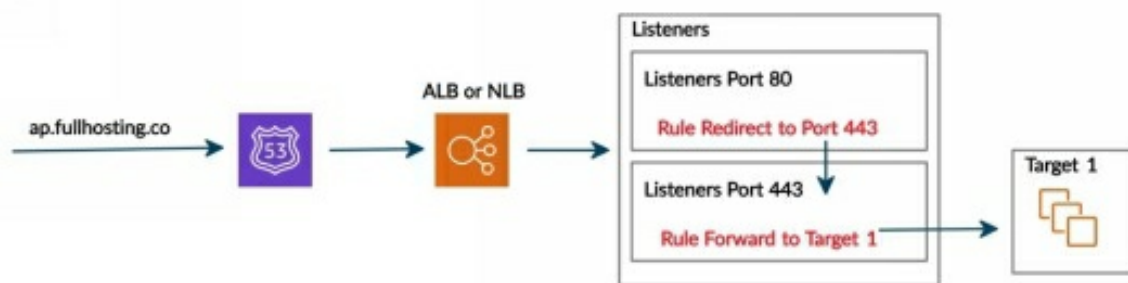 ap.fullhosting.co
53
ALB or NLB
Listeners
Listeners Port 80
Rule Redirect to Port 443
Listeners Port 443
Rule Forward to Target 1
Target 1